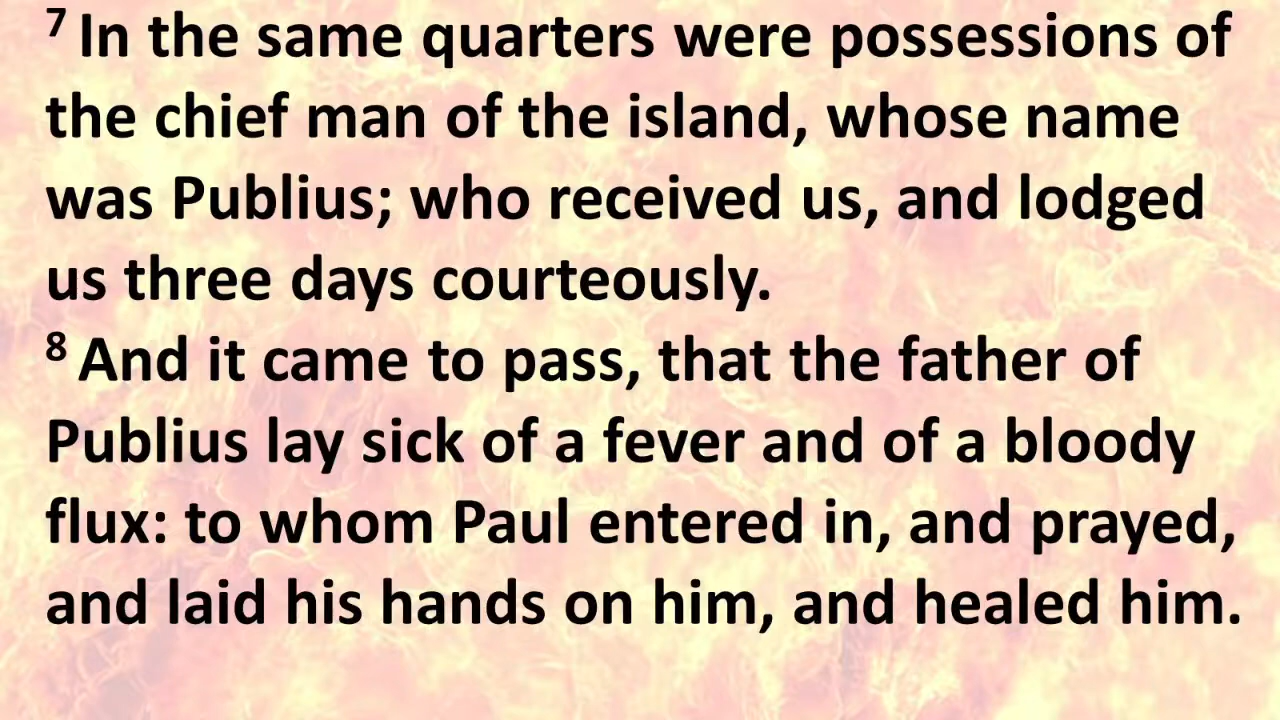 7 In the same quarters were possessions of
the chief man of the island, whose name
was Publius; who received us, and lodged
us three days courteously.
8 And it came to pass, that the father of
Publius lay sick of a fever and of a bloody
flux: to whom Paul entered in, and prayed,
and laid his hands on him, and healed him.